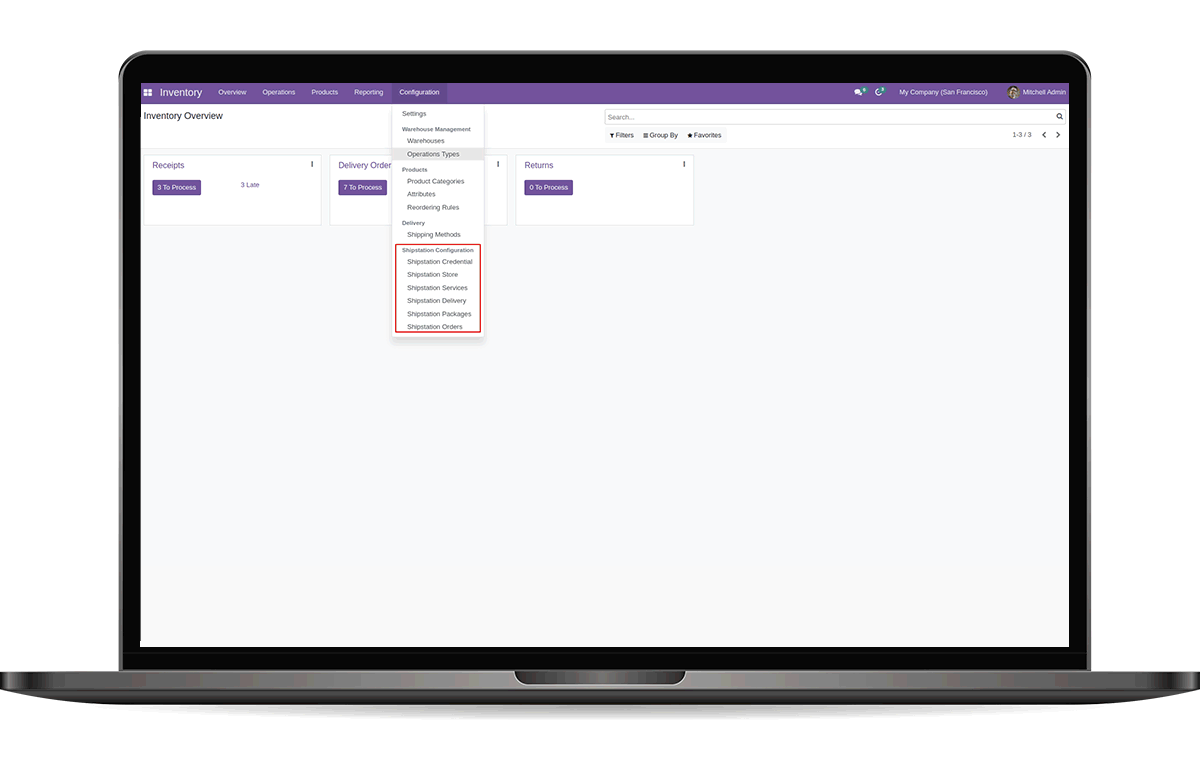 Inventory Overview Operations Products Reporting Configuration My Company (San Francisco) Mitchell Admin
Inventory Overview
Search...
Filters Group By Favorites 1-3 / 3
Settings
Warehouse Management
Warehouses
Operations Types
Products
Product Categories
Attributes
Reordering Rules
Delivery
Shipping Methods
Shipstation Configuration
Shipstation Credential
Shipstation Store
Shipstation Services
Shipstation Delivery
Shipstation Packages
Shipstation Orders
Receipts
3 To Process 3 Late
Delivery Order
7 To Process
Returns
0 To Process